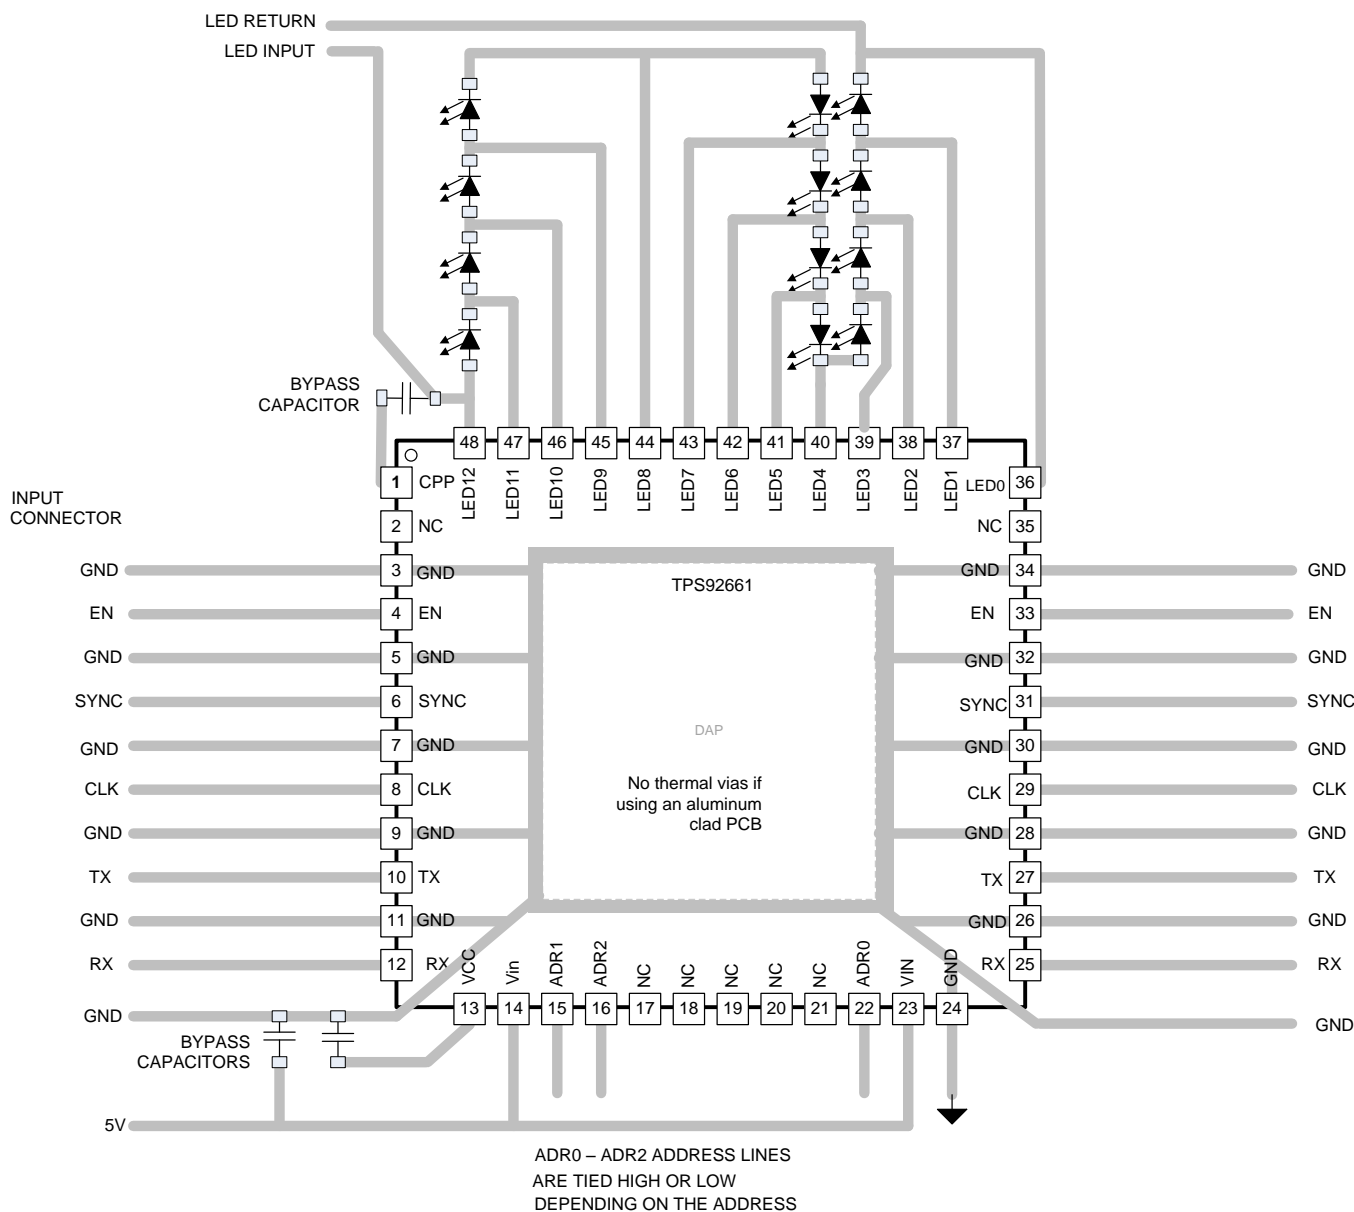 LED RETURN
LED INPUT
BYPASS
CAPACITOR
48 47 46 45 44 43 42 41 40 39 38 37
LED12 LED11 LED10 LED9 LED8 LED7 LED6 LED5 LED4 LED3 LED2 LED1
1 CPP LED0 36
INPUT
CONNECTOR
2 NC NC 35
GND 3 GND GND 34 GND
TPS92661
EN 4 EN EN 33 EN
GND 5 GND GND 32 GND
SYNC 6 SYNC SYNC 31 SYNC
DAP
GND 7 GND GND 30 GND
No thermal vias if
using an aluminum
clad PCB
CLK 8 CLK CLK 29 CLK
GND 9 GND GND 28 GND
TX 10 TX TX 27 TX
GND 11 GND GND 26 GND
RX 12 RX RX 25 RX
VCC Vin ADR1 ADR2 NC NC NC NC NC ADR0 VIN GND
13 14 15 16 17 18 19 20 21 22 23 24
GND GND
BYPASS
CAPACITORS
5V
ADR0 – ADR2 ADDRESS LINES
ARE TIED HIGH OR LOW
DEPENDING ON THE ADDRESS